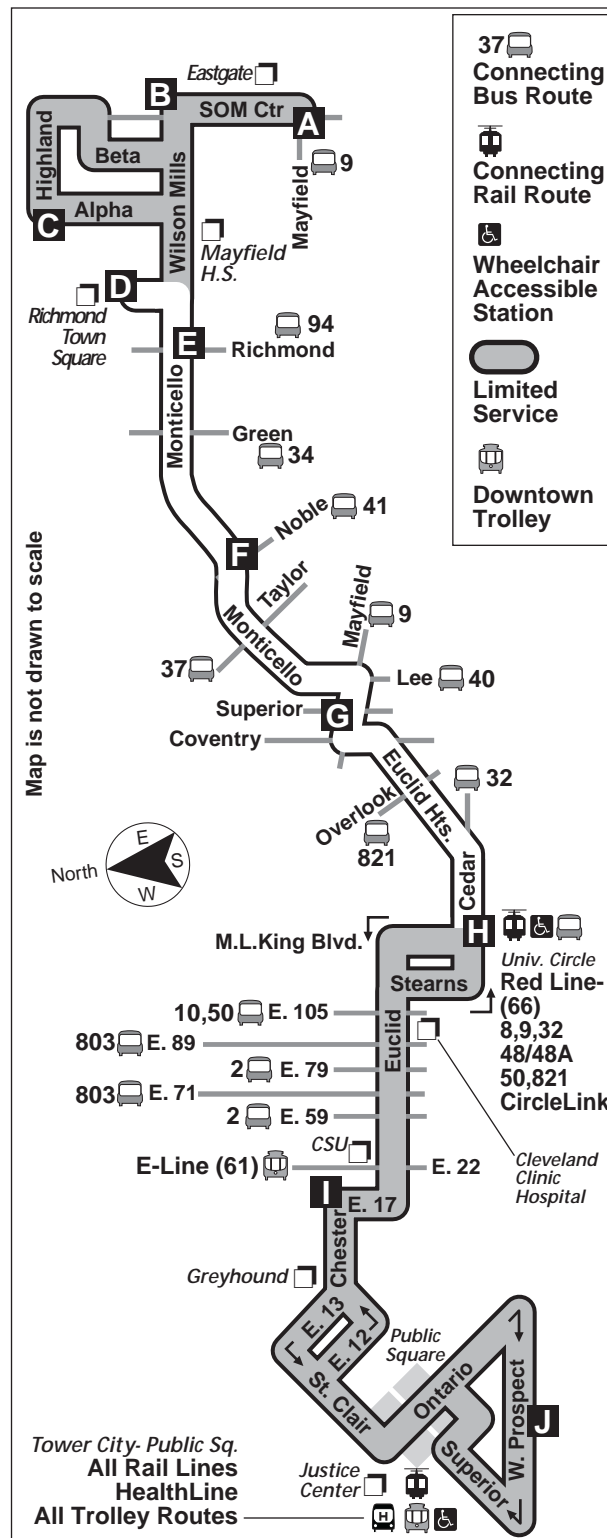 37
Connecting
Bus Route
Connecting
Rail Route
Wheelchair
Accessible
Station
Limited
Service
Downtown
Trolley
Eastgate
B
SOM Ctr
A
Highland
Beta
Wilson Mills
Mayfield
9
C
Alpha
Mayfield
H.S.
D
Richmond
Town
Square
94
E
Richmond
Monticello
Green
34
Noble
41
F
Taylor
Map is not drawn to scale
Monticello
Mayfield
9
37
Lee
40
Superior
G
Coventry
Euclid Hts.
32
Overlook
821
E
North
S
W
Cedar
M.L.King Blvd.
H
Stearns
Univ. Circle
Red Line-
(66)
8,9,32
48/48A
50,821
CircleLink
Euclid
10,50 E. 105
803 E. 89
2 E. 79
803 E. 71
2 E. 59
CSU
E-Line (61)
E. 22
Cleveland
Clinic
Hospital
I
E. 17
Chester
Greyhound
E. 13
E. 12
Public
Square
St. Clair
Ontario
W. Prospect
J
Superior
Tower City- Public Sq.
All Rail Lines
HealthLine
All Trolley Routes
Justice
Center
H